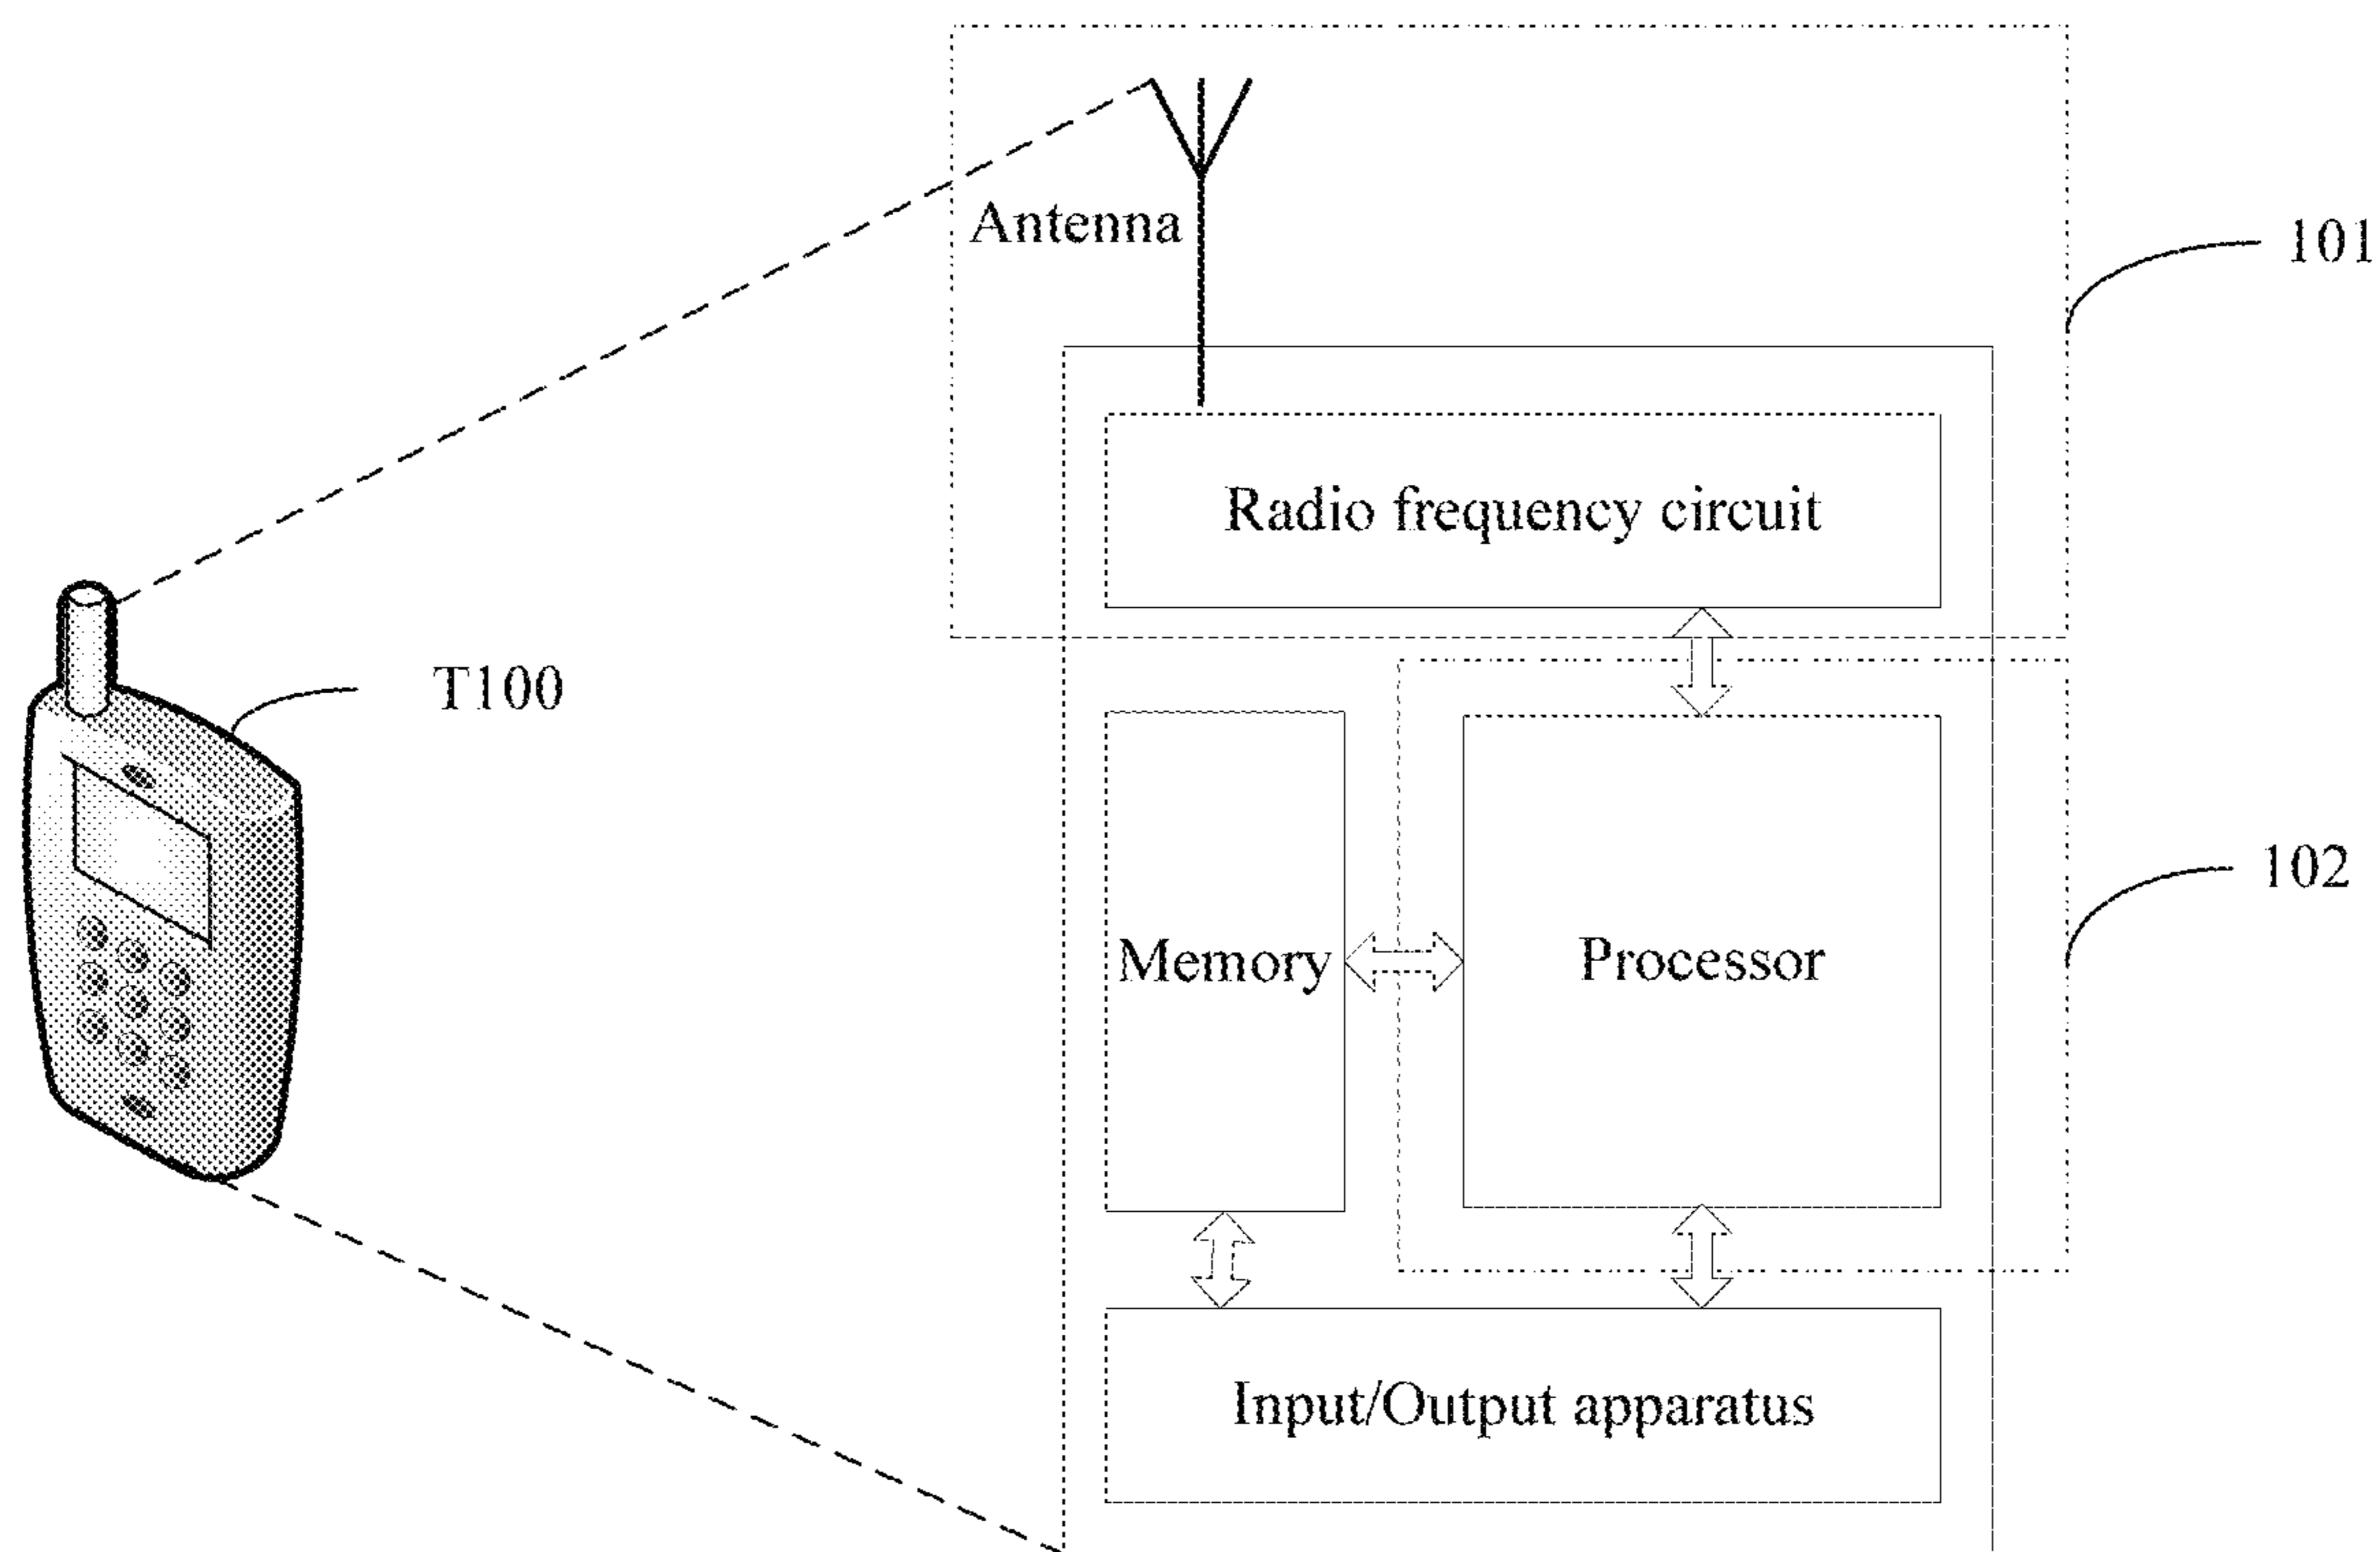 Antenna
101
Radio frequency circuit
T100
102
Memory
Processor
Input/Output apparatus